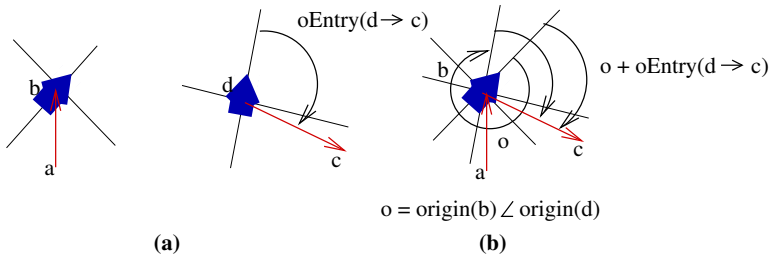 oEntry(d→ c)
b
d
b
o + oEntry(d→ c)
o
c
c
a
a
o = origin(b) ∠ origin(d)
(a)
(b)